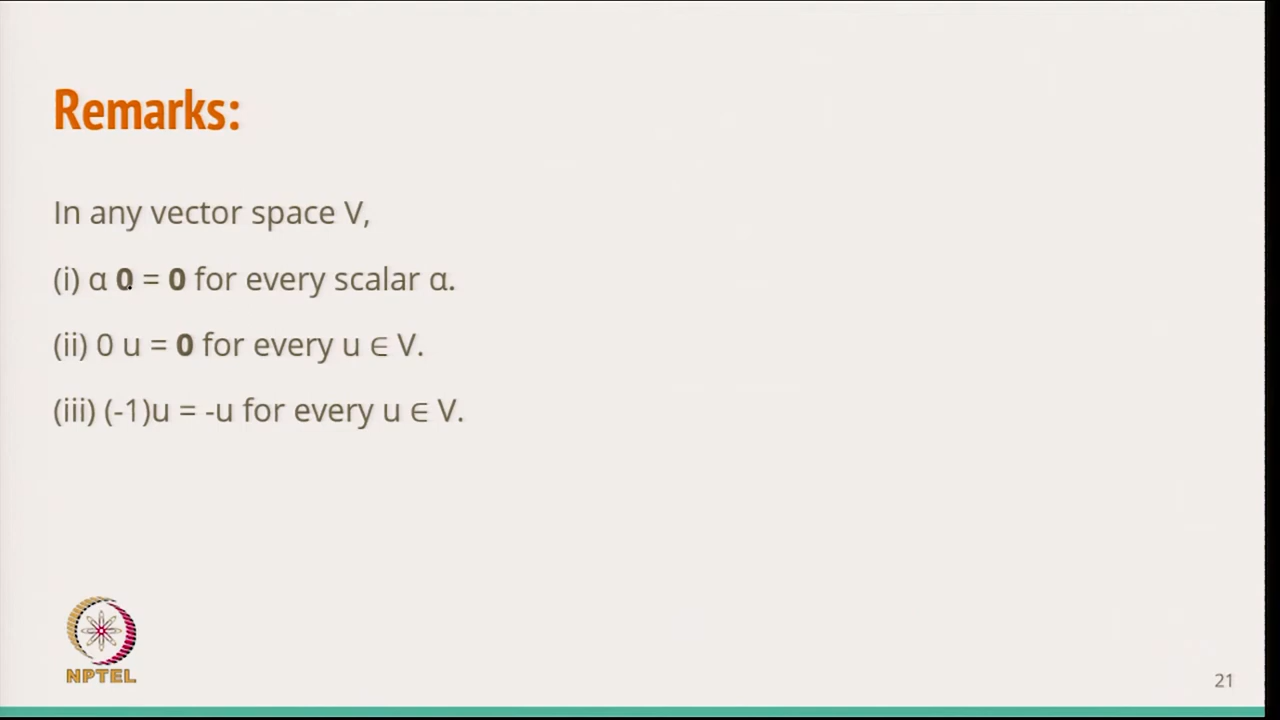 Remarks:
In any vector space V,
(i) α 0 = 0 for every scalar α.
(ii) 0 u = 0 for every u ∈ V.
(iii) (-1)u = -u for every u ∈ V.
NPTEL
21